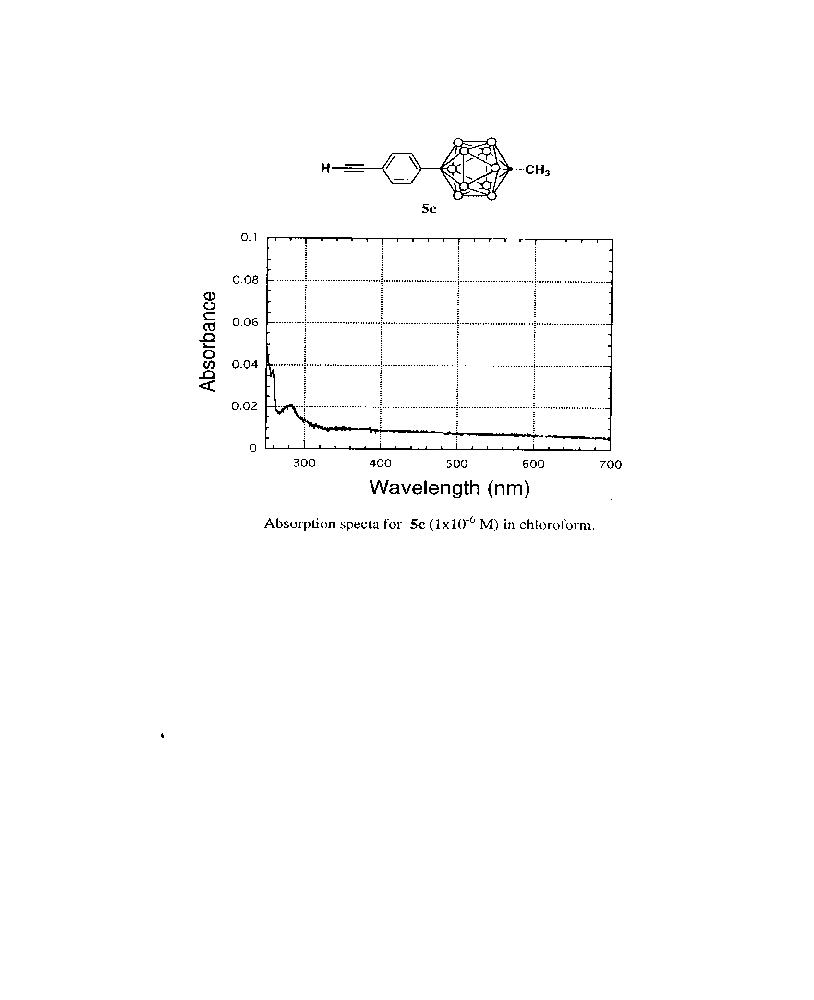 H
CH3
5c
0.1
0.08
0.06
0.04
0.02
0
Absorbance
300 400 500 600 700
Wavelength (nm)
Absorption specta for 5c (1x10⁻⁶ M) in chloroform.